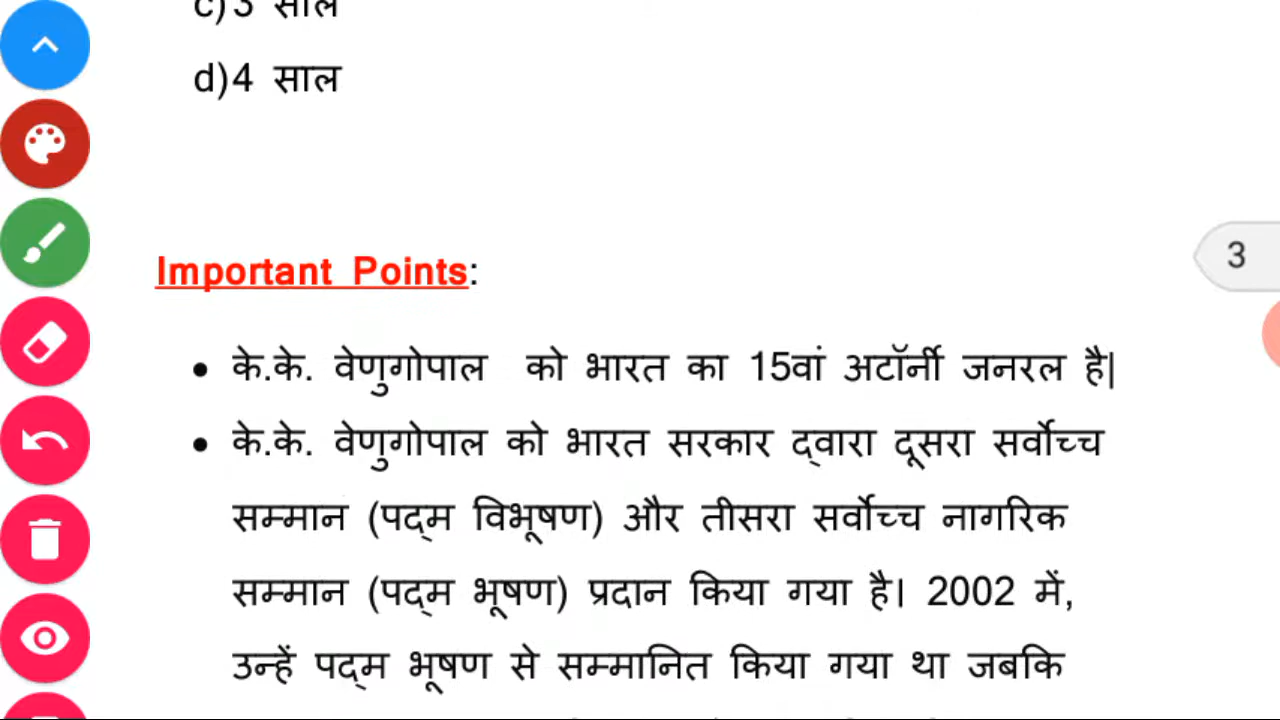 c)3 साल
d)4 साल
Important Points:
3
• के.के. वेणुगोपाल को भारत का 15वां अटॉर्नी जनरल है|
• के.के. वेणुगोपाल को भारत सरकार द्वारा दूसरा सर्वोच्च
सम्मान (पद्म विभूषण) और तीसरा सर्वोच्च नागरिक
सम्मान (पद्म भूषण) प्रदान किया गया है। 2002 में,
उन्हें पद्म भूषण से सम्मानित किया गया था जबकि